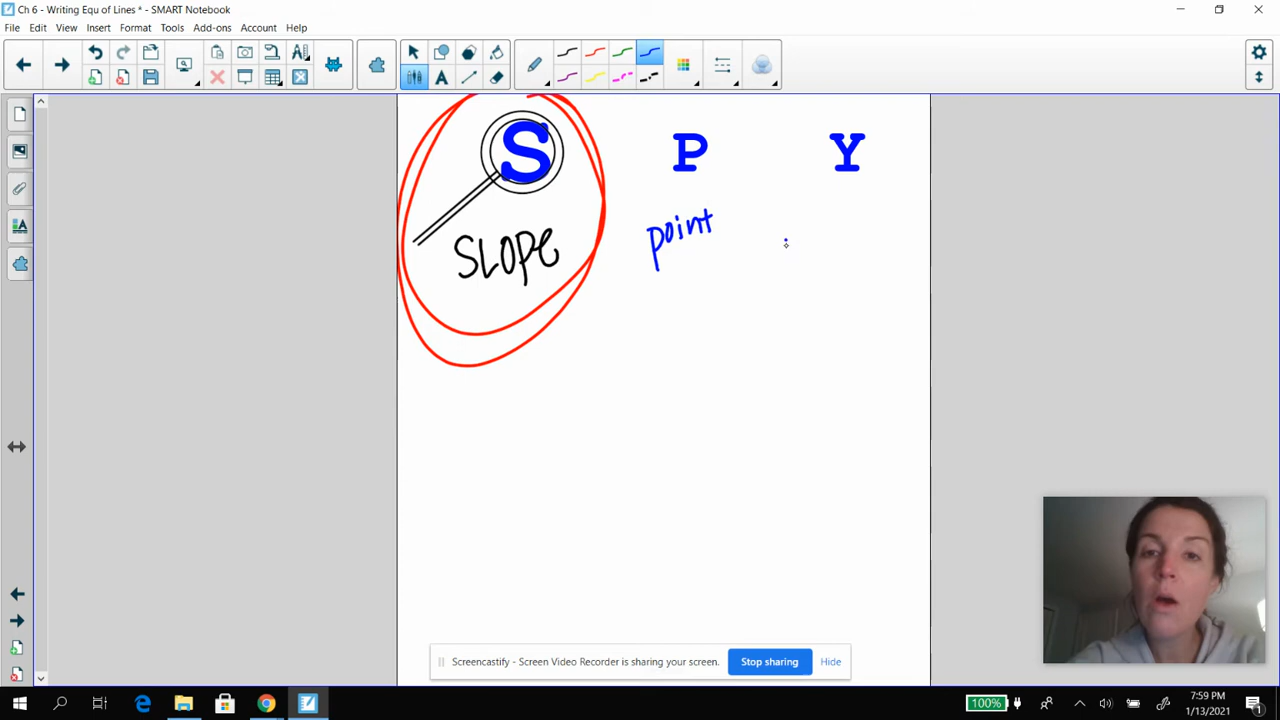 Ch 6 - Writing Equ of Lines * - SMART Notebook
File Edit View Insert Format Tools Add-ons Account Help
S P Y
point
SLOPE
Screencastify - Screen Video Recorder is sharing your screen. Stop sharing Hide
100% 7:59 PM
1/13/2021 1